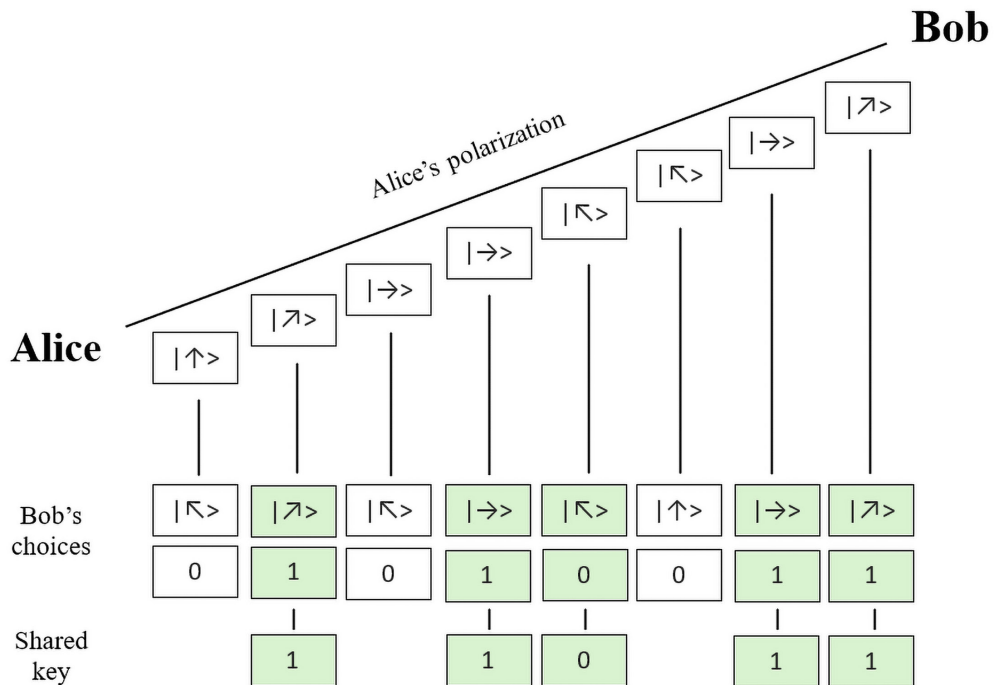 Bob
Alice's polarization
|↗>
|→>
|↖>
|↖>
|→>
|→>
|↗>
Alice
|↑>
Bob's
choices
|↖> |↗> |↖> |→> |↖> |↑> |→> |↗>
0 1 0 1 0 0 1 1
Shared
key
1 1 0 1 1